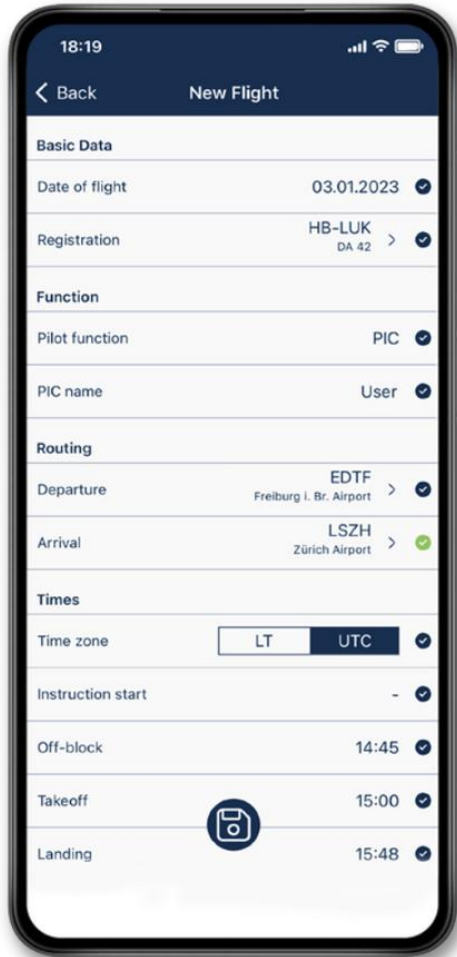 18:19
Back New Flight
Basic Data
Date of flight 03.01.2023
Registration HB-LUK
DA 42
Function
Pilot function PIC
PIC name User
Routing
Departure EDTF
Freiburg i. Br. Airport
Arrival LSZH
Zürich Airport
Times
Time zone LT UTC
Instruction start -
Off-block 14:45
Takeoff 15:00
Landing 15:48